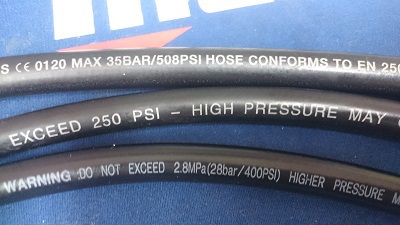 S CE 0120 MAX 35BAR/508PSI HOSE CONFORMS TO EN 250
EXCEED 250 PSI – HIGH PRESSURE MAY
WARNING :DO NOT EXCEED 2.8MPa(28bar/400PSI) HIGHER PRESSURE M